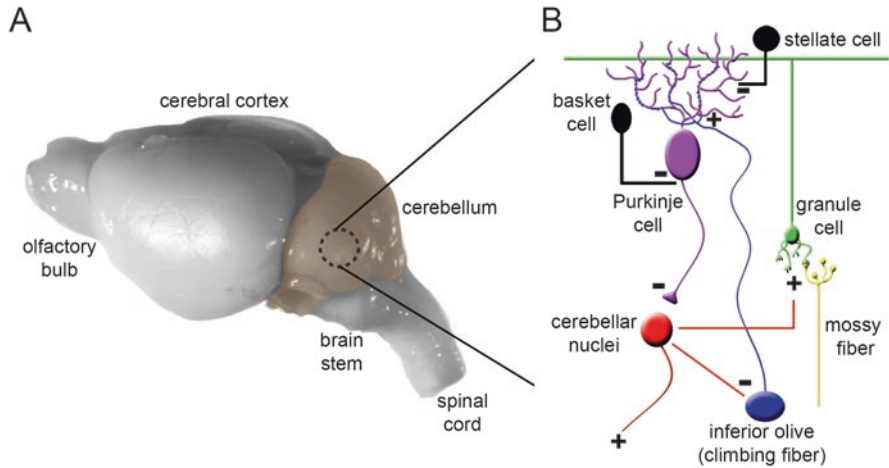 A
cerebral cortex
cerebellum
olfactory
bulb
brain
stem
spinal
cord
B
stellate cell
basket
cell
+
-
-
Purkinje
cell
granule
cell
-
+
cerebellar
nuclei
mossy
fiber
-
+
inferior olive
(climbing fiber)